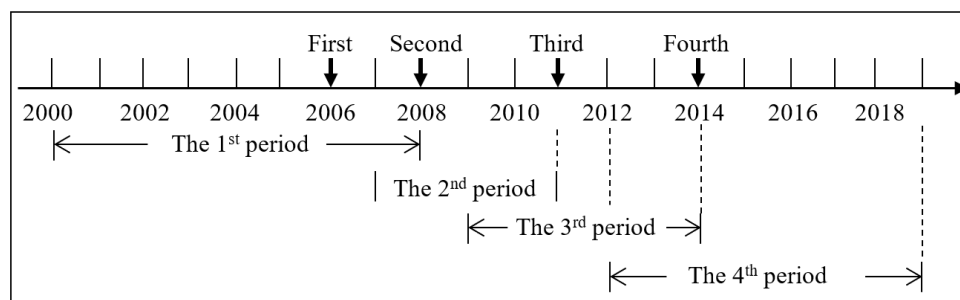 First Second Third Fourth
2000 2002 2004 2006 2008 2010 2012 2014 2016 2018
The 1st period
The 2nd period
The 3rd period
The 4th period